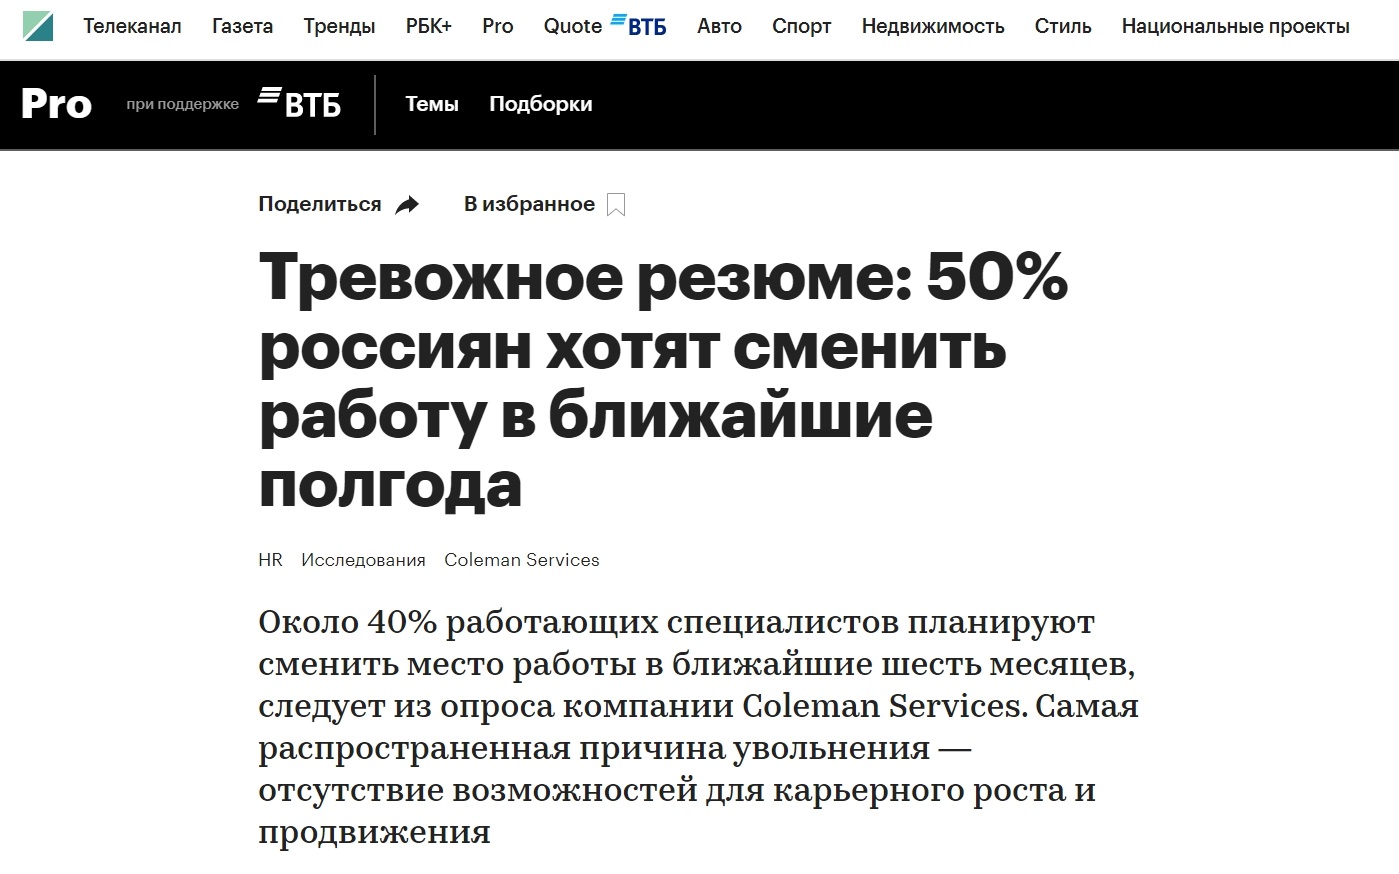 Телеканал Газета Тренды РБК+ Pro Quote ВТБ Авто Спорт Недвижимость Стиль Национальные проекты
Pro при поддержке ВТБ Темы Подборки
Поделиться В избранное
Тревожное резюме: 50%
россиян хотят сменить
работу в ближайшие
полгода
HR Исследования Coleman Services
Около 40% работающих специалистов планируют
сменить место работы в ближайшие шесть месяцев,
следует из опроса компании Coleman Services. Самая
распространенная причина увольнения —
отсутствие возможностей для карьерного роста и
продвижения